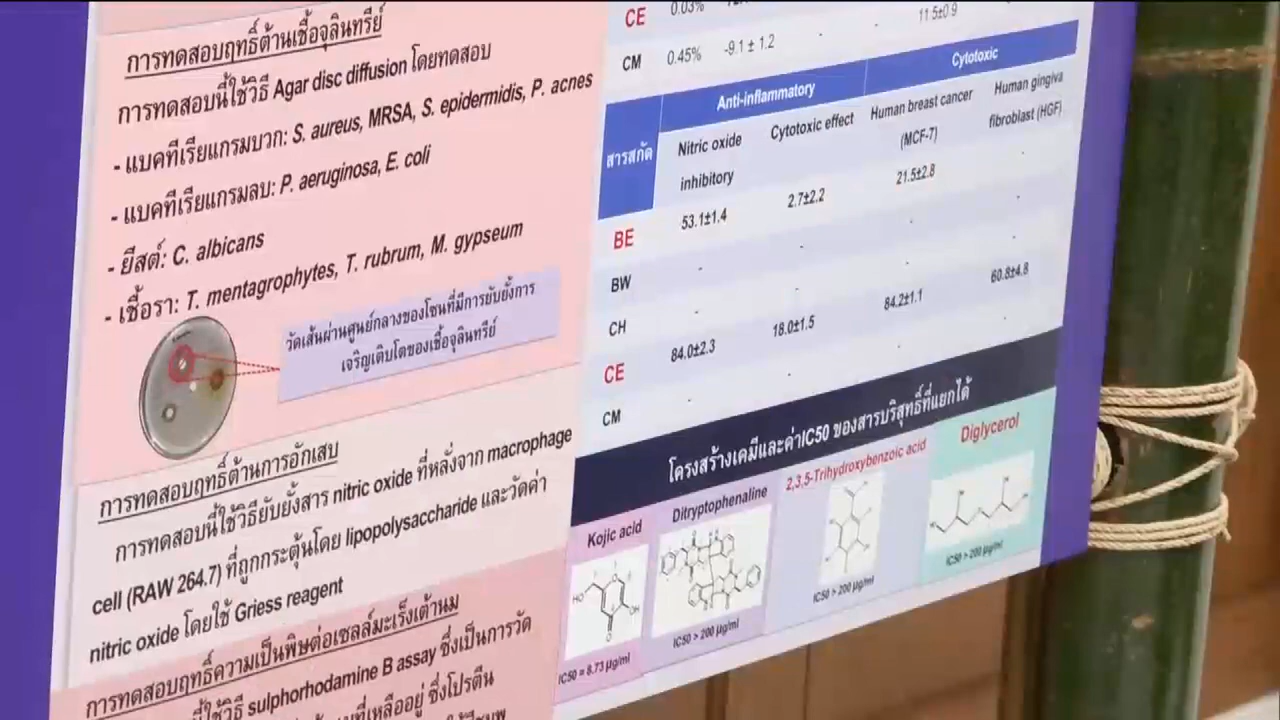 การทดสอบฤทธิ์ต้านเชื้อจุลินทรีย์
การทดสอบนี้ใช้วิธี Agar disc diffusion โดยทดสอบ
- แบคทีเรียแกรมบวก: S. aureus, MRSA, S. epidermidis, P. acnes
- แบคทีเรียแกรมลบ: P. aeruginosa, E. coli
- ยีสต์: C. albicans
- เชื้อรา: T. mentagrophytes, T. rubrum, M. gypseum
วัดเส้นผ่านศูนย์กลางของโซนที่มีการยับยั้งการ
เจริญเติบโตของเชื้อจุลินทรีย์
การทดสอบฤทธิ์ต้านการอักเสบ
การทดสอบนี้ใช้วิธียับยั้งสาร nitric oxide ที่หลั่งจาก macrophage
cell (RAW 264.7) ที่ถูกกระตุ้นโดย lipopolysaccharide และวัดค่า
nitric oxide โดยใช้ Griess reagent
การทดสอบฤทธิ์ความเป็นพิษต่อเซลล์มะเร็งเต้านม
วิธี sulphorhodamine B assay ซึ่งเป็นการวัด
ที่เหลืออยู่ ซึ่งโปรตีน
CE 0.03% 11.5±0.9
CM 0.45% -9.1 ± 1.2 - -
สารสกัด Anti-inflammatory Cytotoxic
Nitric oxide inhibitory Cytotoxic effect Human breast cancer (MCF-7) Human gingiva fibroblast (HGF)
BE 53.1±1.4 2.7±2.2 21.5±2.8 -
BW - - - -
CH - - - -
CE 84.0±2.3 18.0±1.5 84.2±1.1 60.8±4.8
CM - - - -
โครงสร้างเคมีและค่าIC50 ของสารบริสุทธิ์ที่แยกได้
Kojic acid
HO
O
OH
IC50 = 8.73 µg/ml
Ditryptophenaline
IC50 > 200 µg/ml
2,3,5-Trihydroxybenzoic acid
IC50 > 200 µg/ml
Diglycerol
IC50 > 200 µg/ml